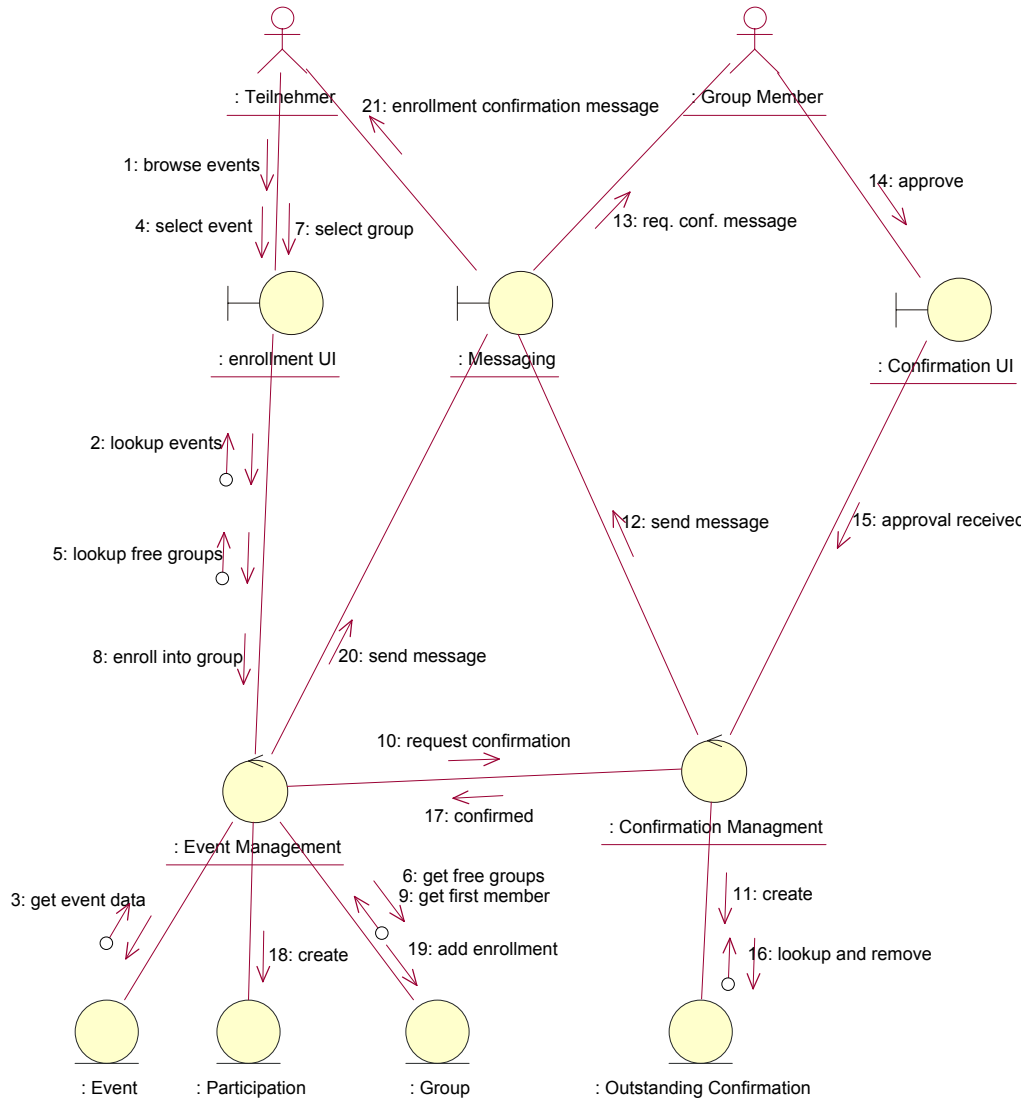 : Teilnehmer
21: enrollment confirmation message
: Group Member
1: browse events
14: approve
4: select event
7: select group
13: req. conf. message
: enrollment UI
: Messaging
: Confirmation UI
2: lookup events
12: send message
15: approval received
5: lookup free groups
8: enroll into group
20: send message
10: request confirmation
17: confirmed
: Event Management
: Confirmation Managment
3: get event data
6: get free groups
9: get first member
11: create
18: create
19: add enrollment
16: lookup and remove
: Event
: Participation
: Group
: Outstanding Confirmation